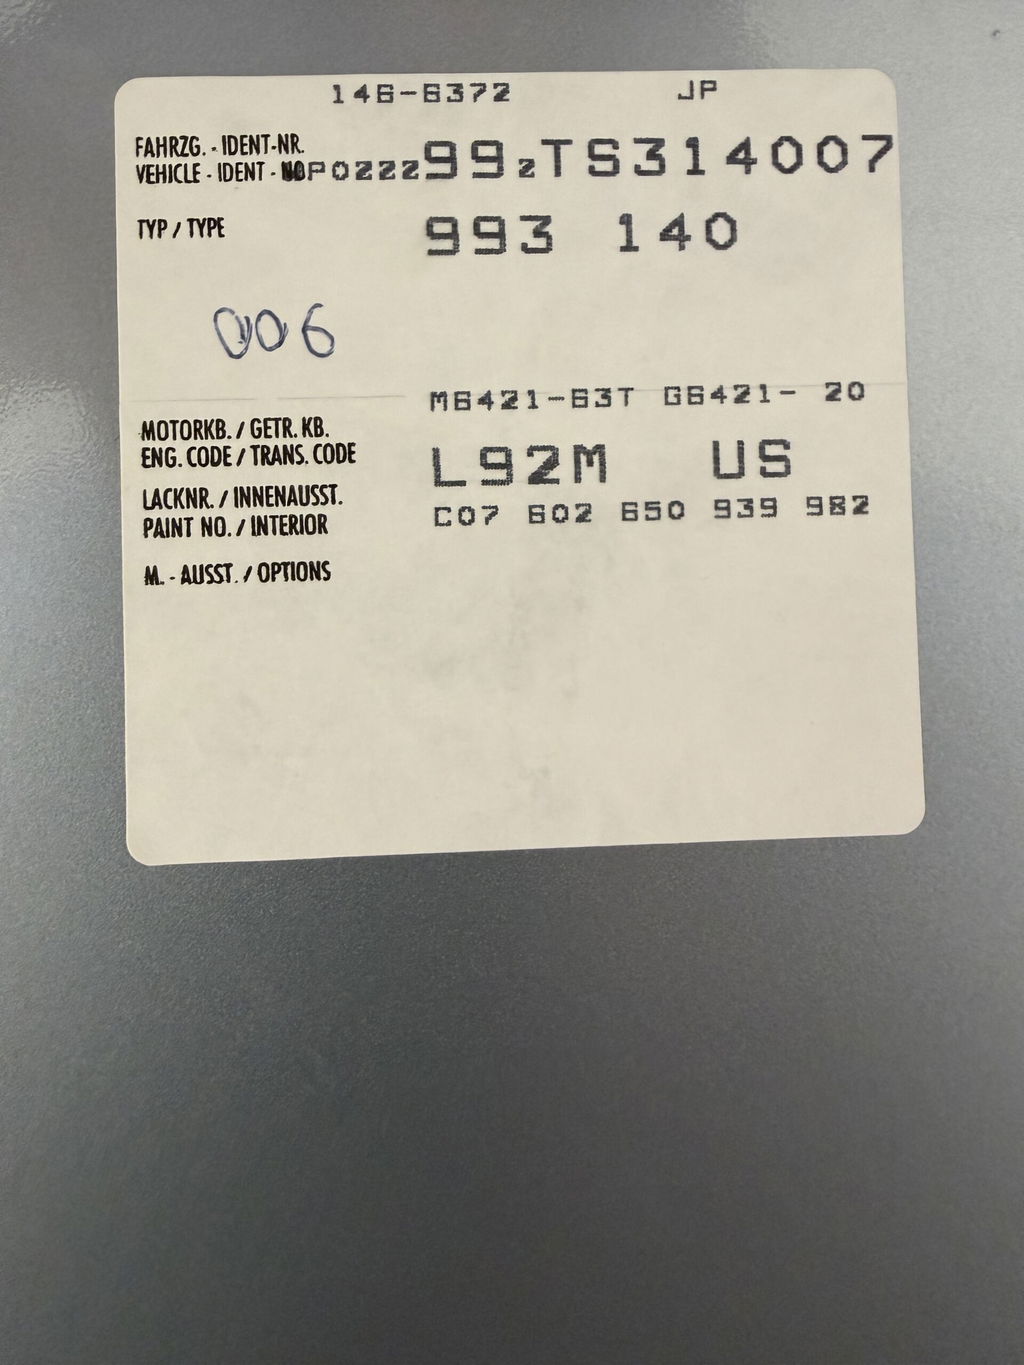 146-6372 JP
FAHRZG. - IDENT-NR.
VEHICLE - IDENT - NO P0ZZZ99ZTS314007
TYP / TYPE 993 140
006
M6421-63T G6421- 20
MOTORKB. / GETR. KB.
ENG. CODE / TRANS. CODE L92M US
LACKNR. / INNENAUSST.
PAINT NO. / INTERIOR C07 602 650 939 982
M. - AUSST. / OPTIONS